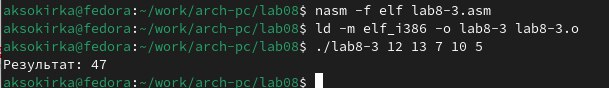 aksokirka@fedora:~/work/arch-pc/lab08$ nasm -f elf lab8-3.asm
aksokirka@fedora:~/work/arch-pc/lab08$ ld -m elf_i386 -o lab8-3 lab8-3.o
aksokirka@fedora:~/work/arch-pc/lab08$ ./lab8-3 12 13 7 10 5
Результат: 47
aksokirka@fedora:~/work/arch-pc/lab08$